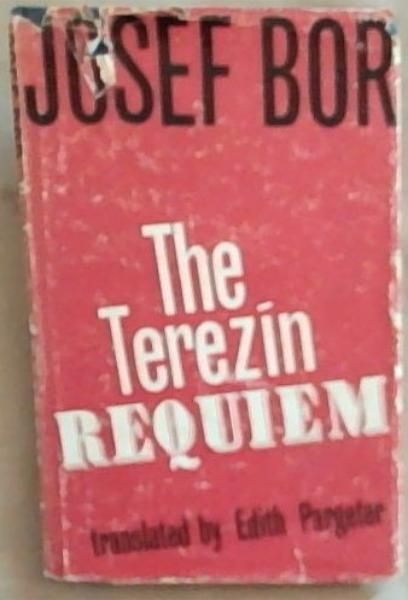 JOSEF BOR
The
Terezín
REQUIEM
translated by Edith Pargeter